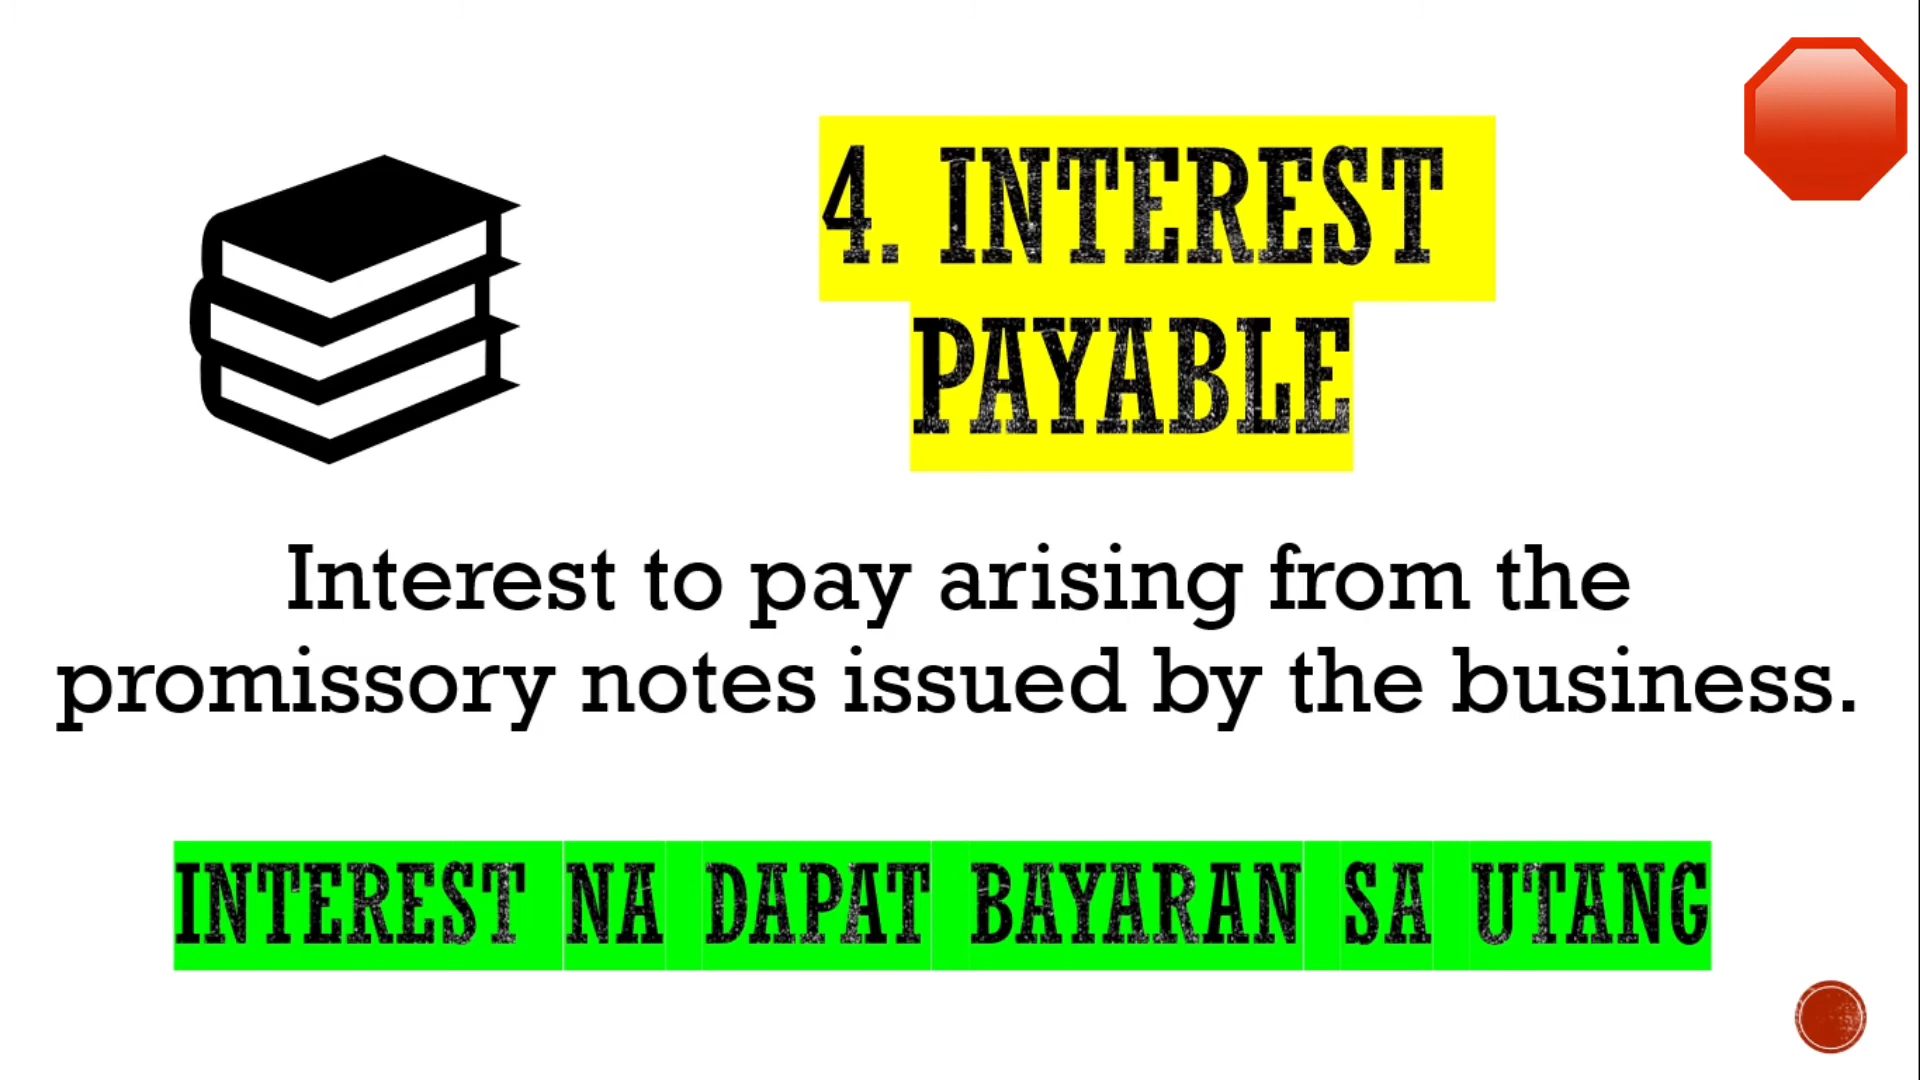 4. INTEREST
PAYABLE
Interest to pay arising from the
promissory notes issued by the business.
INTEREST NA DAPAT BAYARAN SA UTANG